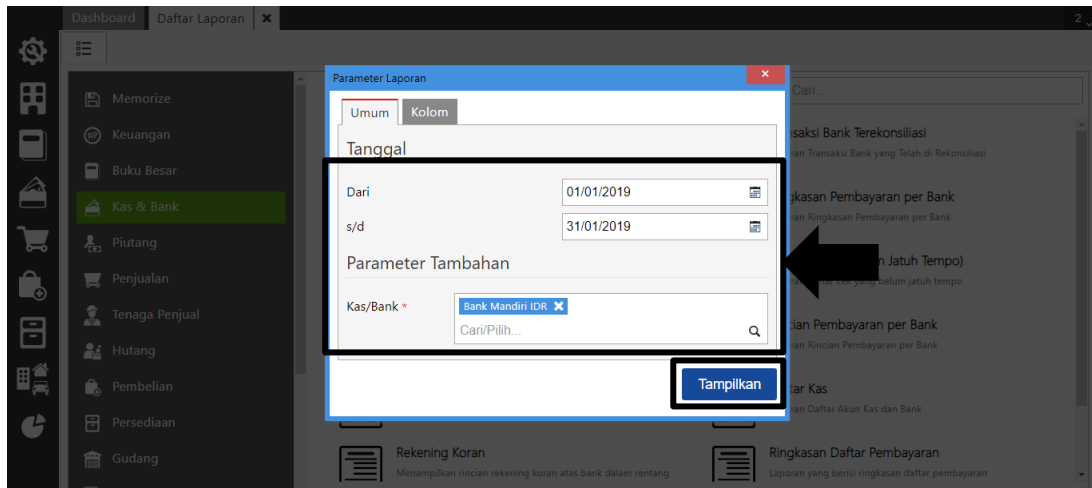 Dashboard
Daftar Laporan
2
Memorize
Keuangan
Buku Besar
Kas & Bank
Piutang
Penjualan
Tenaga Penjual
Hutang
Pembelian
Persediaan
Gudang
Parameter Laporan
Umum
Kolom
Tanggal
Dari
01/01/2019
s/d
31/01/2019
Parameter Tambahan
Kas/Bank *
Bank Mandiri IDR
Cari/Pilih...
Tampilkan
Cari...
saksi Bank Terekonsiliasi
ran Transaksi Bank yang Telah di Rekonsiliasi
gkasan Pembayaran per Bank
ran Ringkasan Pembayaran per Bank
Jatuh Tempo)
cek yang belum jatuh tempo
cian Pembayaran per Bank
ran Rincian Pembayaran per Bank
tar Kas
ran Daftar Akun Kas dan Bank
Rekening Koran
Menampilkan rincian rekening koran atas bank dalam rentang
Ringkasan Daftar Pembayaran
Laporan yang berisi ringkasan daftar pembayaran